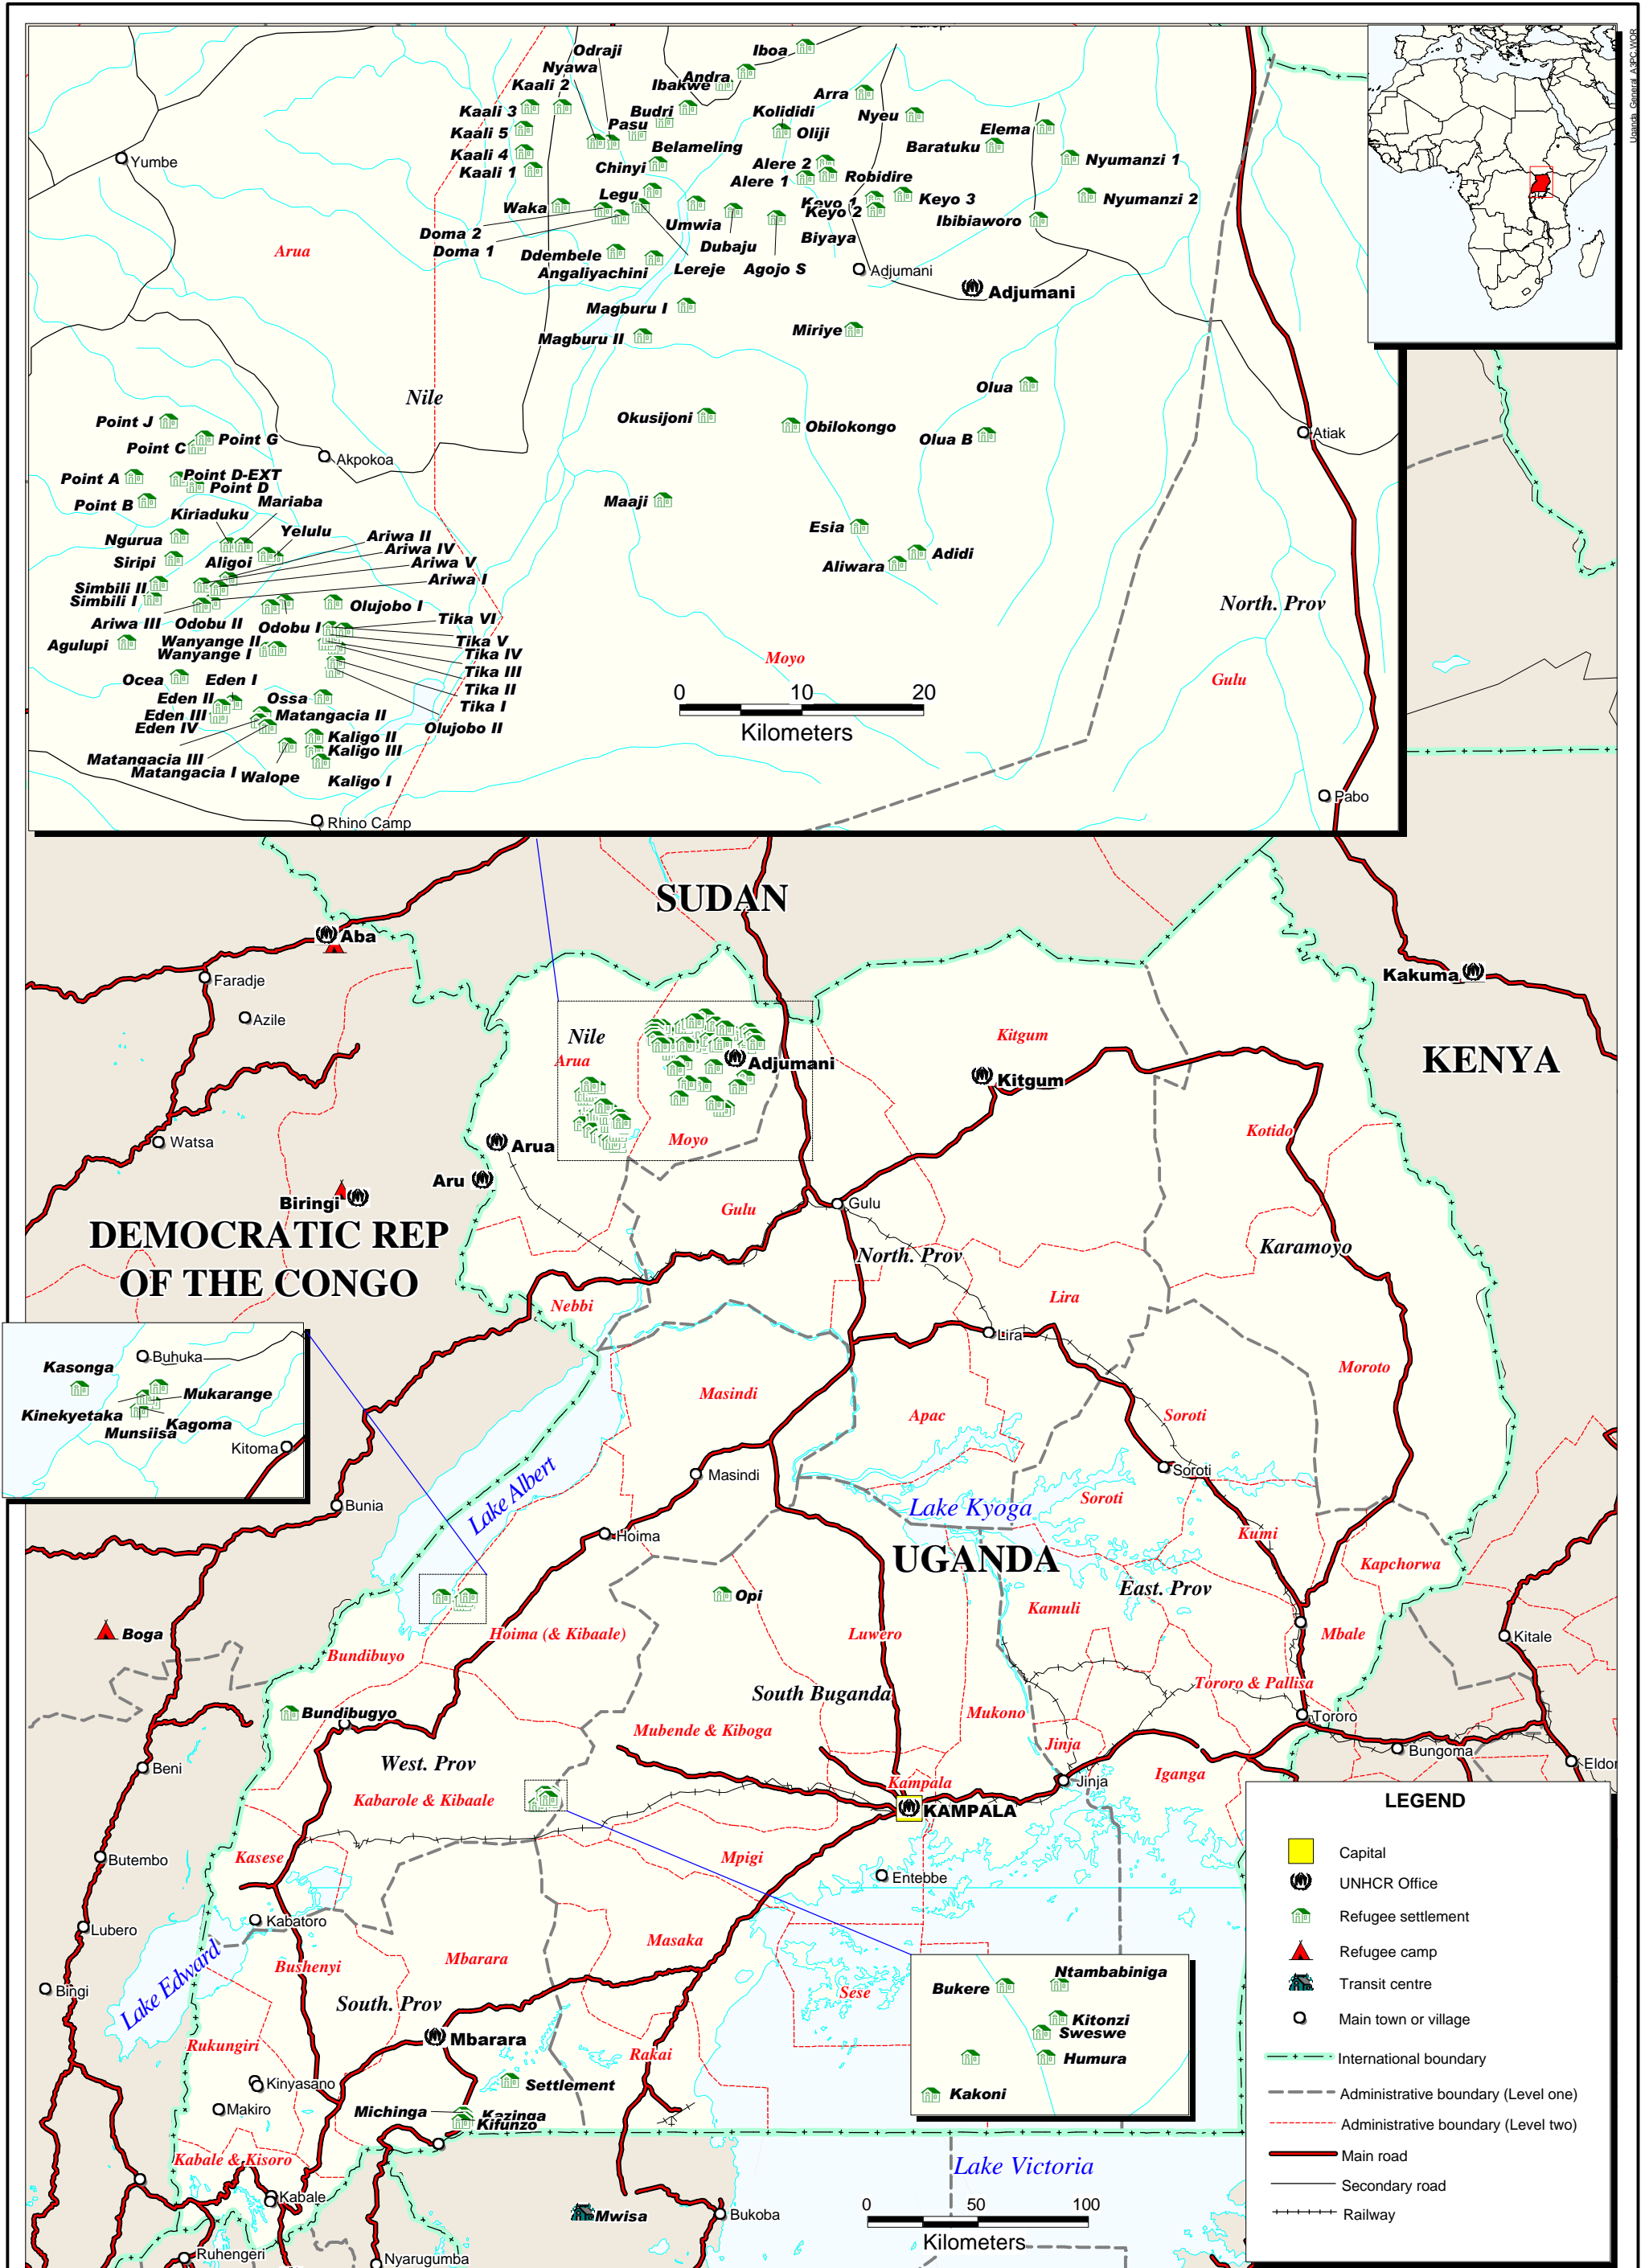 Uganda_General_A3PC.WOR
Odraji
Nyawa
Kaali 2
Iboa
Andra
Ibakwe
Arra
Kaali 3
Budri
Kolididi
Nyeu
Kaali 5
Pasu
Oliji
Elema
Yumbe
Kaali 4
Belameling
Baratuku
Nyumanzi 1
Kaali 1
Chinyi
Alere 2
Alere 1
Robidire
Legu
Waka
Umwia
Keyo 1
Keyo 2
Keyo 3
Nyumanzi 2
Ibibiaworo
Doma 2
Doma 1
Dubaju
Biyaya
Arua
Ddembele
Angaliyachini
Lereje
Agojo S
Adjumani
Adjumani
Magburu I
Magburu II
Miriye
Nile
Olua
Okusijoni
Obilokongo
Olua B
Atiak
Point J
Point G
Point C
Akpokoa
Point A
Point D-EXT
Point D
Point B
Mariaba
Kiriaduku
Maaji
Ngurua
Yelulu
Ariwa II
Ariwa IV
Esia
Siripi
Aligoi
Ariwa V
Adidi
Aliwara
Simbili II
Ariwa I
Simbili I
Olujobo I
North. Prov
Ariwa III
Odobu II
Odobu I
Tika VI
Agulupi
Wanyange II
Wanyange I
Tika V
Tika IV
Moyo
Gulu
Ocea
Eden I
Tika III
Tika II
Eden II
Ossa
Tika I
Eden III
Matangacia II
Eden IV
Olujobo II
0 10 20
Kilometers
Kaligo II
Kaligo III
Matangacia III
Matangacia I
Walope
Kaligo I
Rhino Camp
Pabo
SUDAN
Aba
Faradje
Kakuma
Azile
Nile
Arua
Kitgum
KENYA
Adjumani
Kitgum
Watsa
Arua
Moyo
Kotido
Aru
Biringi
Gulu
Gulu
DEMOCRATIC REP
OF THE CONGO
North. Prov
Karamoyo
Nebbi
Lira
Lira
Buhuka
Kasonga
Mukarange
Kinekyetaka
Kagoma
Munsiisa
Kitoma
Moroto
Masindi
Apac
Soroti
Masindi
Soroti
Lake Albert
Bunia
Lake Kyoga
Soroti
Hoima
Kumi
UGANDA
Kapchorwa
East. Prov
Opi
Kamuli
Boga
Hoima (& Kibaale)
Luwero
Mbale
Kitale
Bundibuyo
South Buganda
Tororo & Pallisa
Bundibugyo
Mukono
Tororo
Mubende & Kiboga
Jinja
Bungoma
Beni
West. Prov
Iganga
Jinja
Kampala
Kabarole & Kibaale
KAMPALA
Butembo
Kasese
Mpigi
Entebbe
Lubero
Kabatoro
Masaka
Lake Edward
Bushenyi
Mbarara
Bingi
Sese
South. Prov
Bukere
Ntambabiniga
Kitonzi
Sweswe
Humura
Kakoni
Mbarara
Rukungiri
Rakai
Kinyasano
Settlement
Makiro
Michinga
Kazinga
Kifunzo
Kabale & Kisoro
Lake Victoria
Kabale
Mwisa
Bukoba
0 50 100
Kilometers
Ruhengeri
Nyarugumba
LEGEND
Capital
UNHCR Office
Refugee settlement
Refugee camp
Transit centre
Main town or village
International boundary
Administrative boundary (Level one)
Administrative boundary (Level two)
Main road
Secondary road
Railway